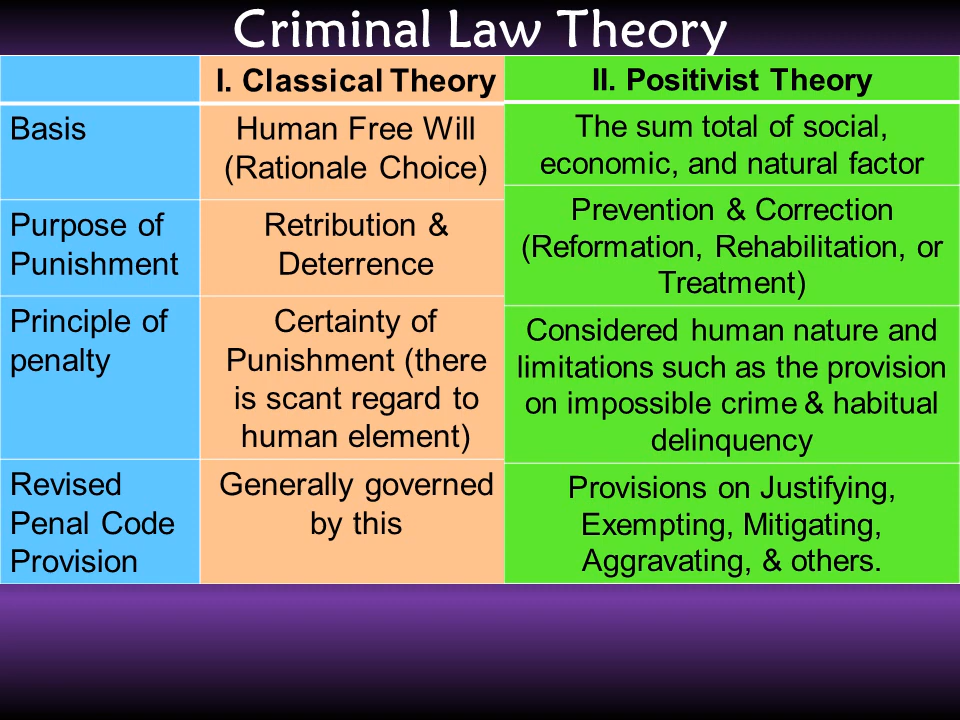 Criminal Law Theory
I. Classical Theory
II. Positivist Theory
Basis
Human Free Will
(Rationale Choice)
The sum total of social,
economic, and natural factor
Purpose of
Punishment
Retribution &
Deterrence
Prevention & Correction
(Reformation, Rehabilitation, or
Treatment)
Principle of
penalty
Certainty of
Punishment (there
is scant regard to
human element)
Considered human nature and
limitations such as the provision
on impossible crime & habitual
delinquency
Revised
Penal Code
Provision
Generally governed
by this
Provisions on Justifying,
Exempting, Mitigating,
Aggravating, & others.